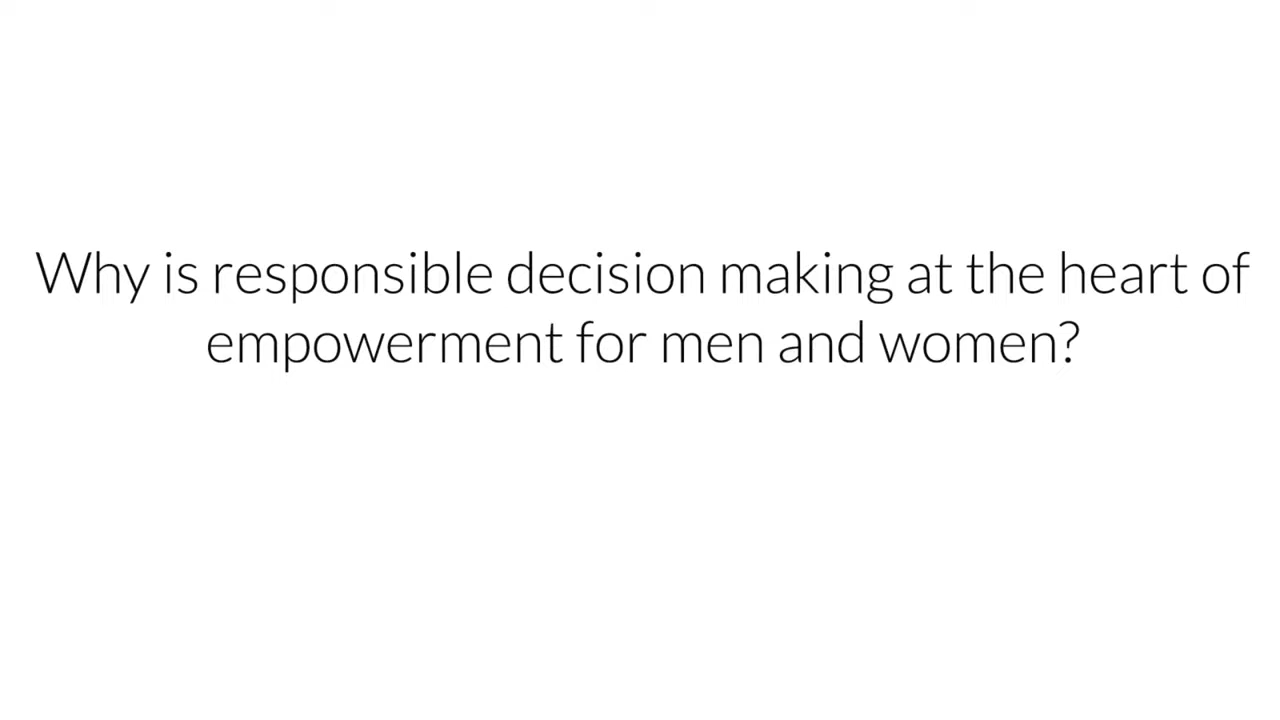 Why is responsible decision making at the heart of
empowerment for men and women?